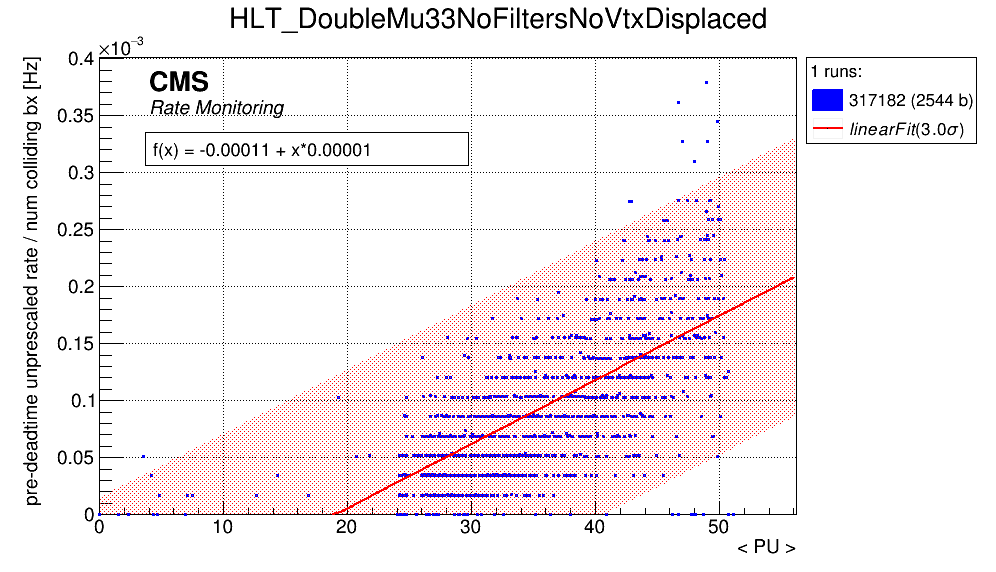 HLT_DoubleMu33NoFiltersNoVtxDisplaced
×10⁻³
pre-deadtime unprescaled rate / num colliding bx [Hz]
0.4
0.35
0.3
0.25
0.2
0.15
0.1
0.05
0
CMS
Rate Monitoring
f(x) = -0.00011 + x*0.00001
1 runs:
317182 (2544 b)
linearFit(3.0σ)
0 10 20 30 40 50
< PU >